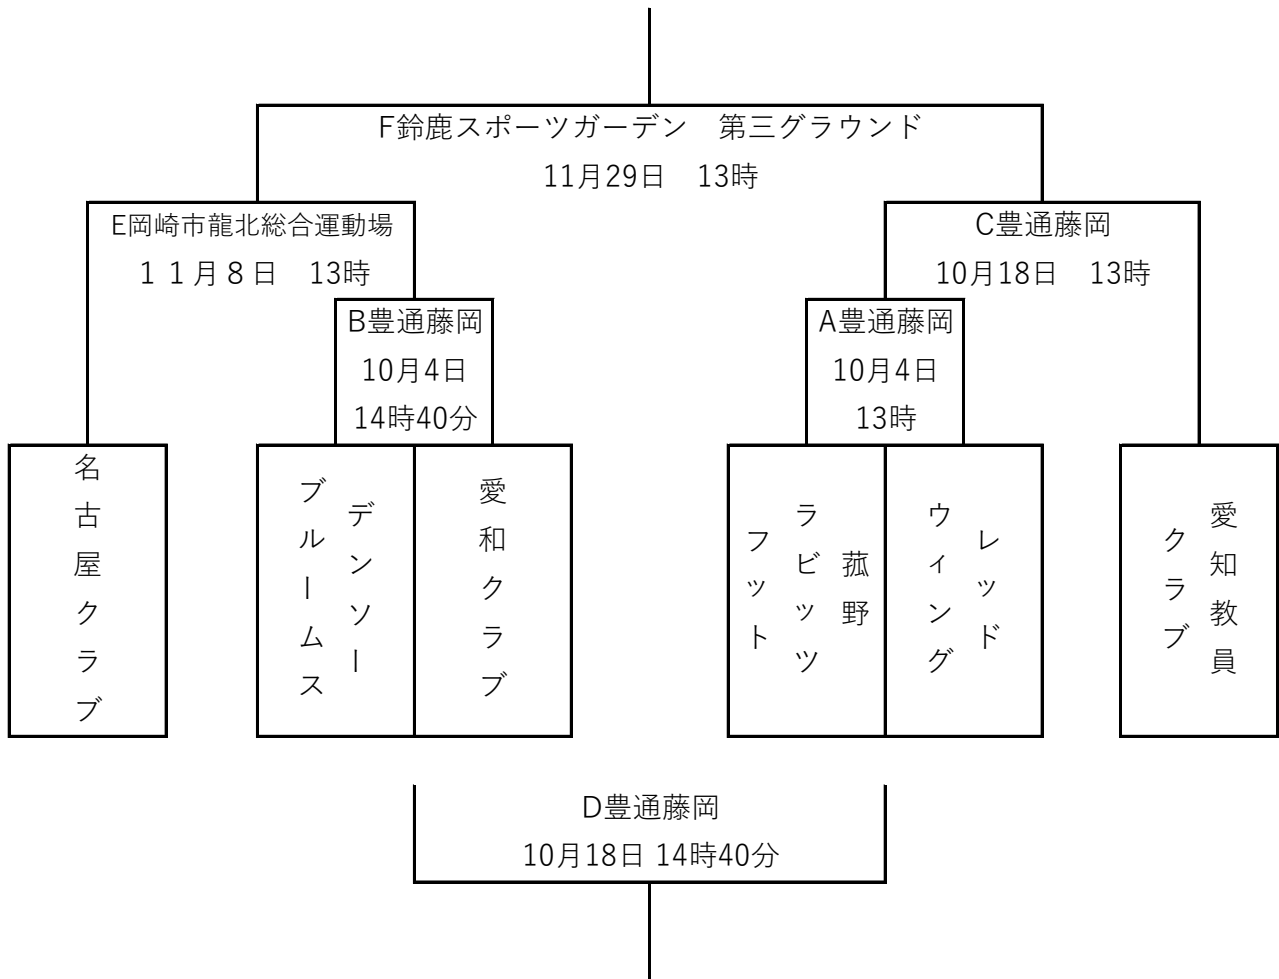 F鈴鹿スポーツガーデン　第三グラウンド
11月29日　13時
E岡崎市龍北総合運動場
１１月８日　13時
C豊通藤岡
10月18日　13時
B豊通藤岡
10月4日
14時40分
A豊通藤岡
10月4日
13時
名古屋クラブ
デンソー
ブルームス
愛和クラブ
菰野
ラビッツ
フット
レッド
ウィング
愛知教員
クラブ
D豊通藤岡
10月18日 14時40分